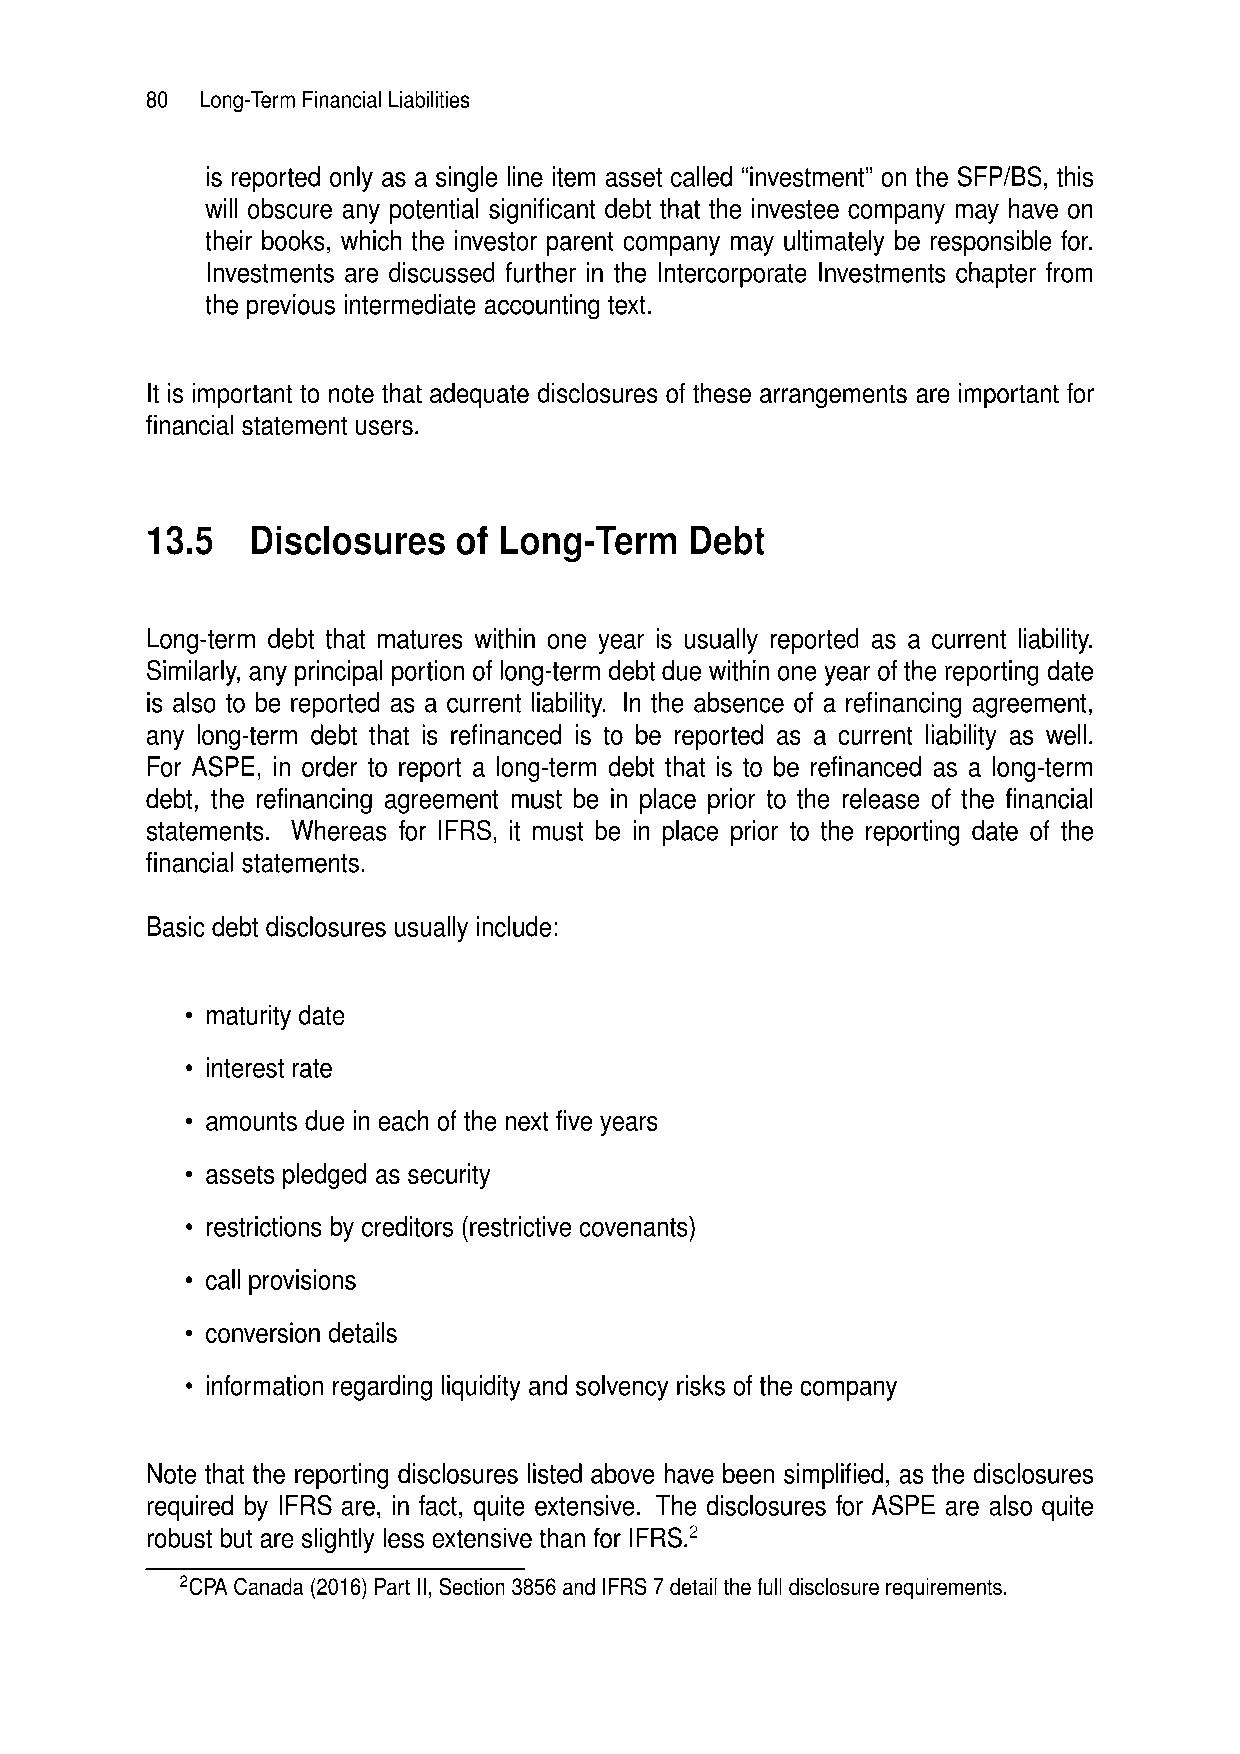 80 Long-Term Financial Liabilities
is reported only as a single line item asset called “investment” on the SFP/BS, this
will obscure any potential significant debt that the investee company may have on
their books, which the investor parent company may ultimately be responsible for.
Investments are discussed further in the Intercorporate Investments chapter from
the previous intermediate accounting text.
It is important to note that adequate disclosures of these arrangements are important for
financial statement users.
13.5 Disclosures of Long-Term Debt
Long-term debt that matures within one year is usually reported as a current liability.
Similarly, any principal portion of long-term debt due within one year of the reporting date
is also to be reported as a current liability. In the absence of a refinancing agreement,
any long-term debt that is refinanced is to be reported as a current liability as well.
For ASPE, in order to report a long-term debt that is to be refinanced as a long-term
debt, the refinancing agreement must be in place prior to the release of the financial
statements. Whereas for IFRS, it must be in place prior to the reporting date of the
financial statements.
Basic debt disclosures usually include:
• maturity date
• interest rate
• amounts due in each of the next five years
• assets pledged as security
• restrictions by creditors (restrictive covenants)
• call provisions
• conversion details
• information regarding liquidity and solvency risks of the company
Note that the reporting disclosures listed above have been simplified, as the disclosures
required by IFRS are, in fact, quite extensive. The disclosures for ASPE are also quite
robust but are slightly less extensive than for IFRS.²
²CPA Canada (2016) Part II, Section 3856 and IFRS 7 detail the full disclosure requirements.